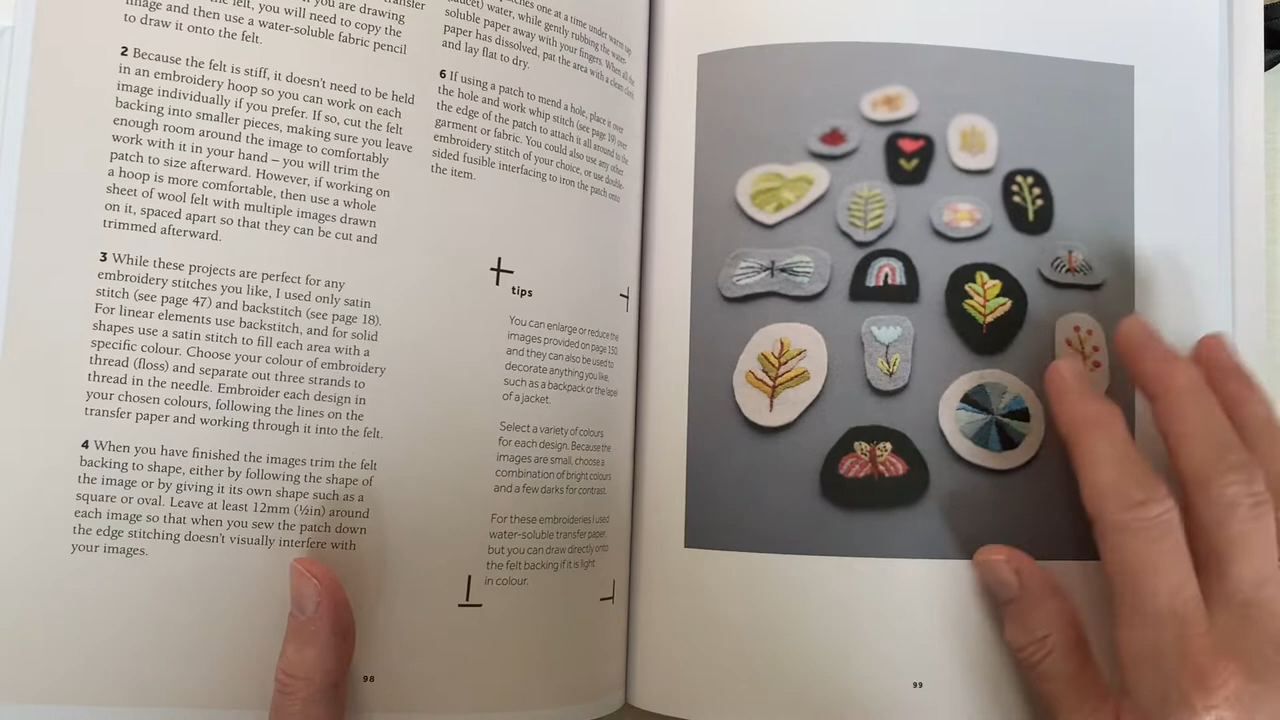 you are drawing
transfer
image and then use a water-soluble fabric pencil
to draw it onto the felt.
2 Because the felt is stiff, it doesn't need to be held
in an embroidery hoop so you can work on each
image individually if you prefer. If so, cut the felt
backing into smaller pieces, making sure you leave
enough room around the image to comfortably
work with it in your hand – you will trim the
patch to size afterward. However, if working on
a hoop is more comfortable, then use a whole
sheet of wool felt with multiple images drawn
on it, spaced apart so that they can be cut and
trimmed afterward.
3 While these projects are perfect for any
embroidery stitches you like, I used only satin
stitch (see page 47) and backstitch (see page 18).
For linear elements use backstitch, and for solid
shapes use a satin stitch to fill each area with a
specific colour. Choose your colour of embroidery
thread (floss) and separate out three strands to
thread in the needle. Embroider each design in
your chosen colours, following the lines on the
transfer paper and working through it into the felt.
4 When you have finished the images trim the felt
backing to shape, either by following the shape of
the image or by giving it its own shape such as a
square or oval. Leave at least 12mm (½in) around
each image so that when you sew the patch down
the edge stitching doesn't visually interfere with
your images.
98
one at a time under warm tap
water, while gently rubbing the water-
soluble paper away with your fingers. When all the
paper has dissolved, pat the area with a clean cloth
and lay flat to dry.
6 If using a patch to mend a hole, place it over
the hole and work whip stitch (see page 19) over
the edge of the patch to attach it all around to the
garment or fabric. You could also use any other
embroidery stitch of your choice, or use double-
sided fusible interfacing to iron the patch onto
the item.
tips
You can enlarge or reduce the
images provided on page 150,
and they can also be used to
decorate anything you like,
such as a backpack or the lapel
of a jacket.
Select a variety of colours
for each design. Because the
images are small, choose a
combination of bright colours
and a few darks for contrast.
For these embroideries I used
water-soluble transfer paper,
but you can draw directly onto
the felt backing if it is light
in colour.
99